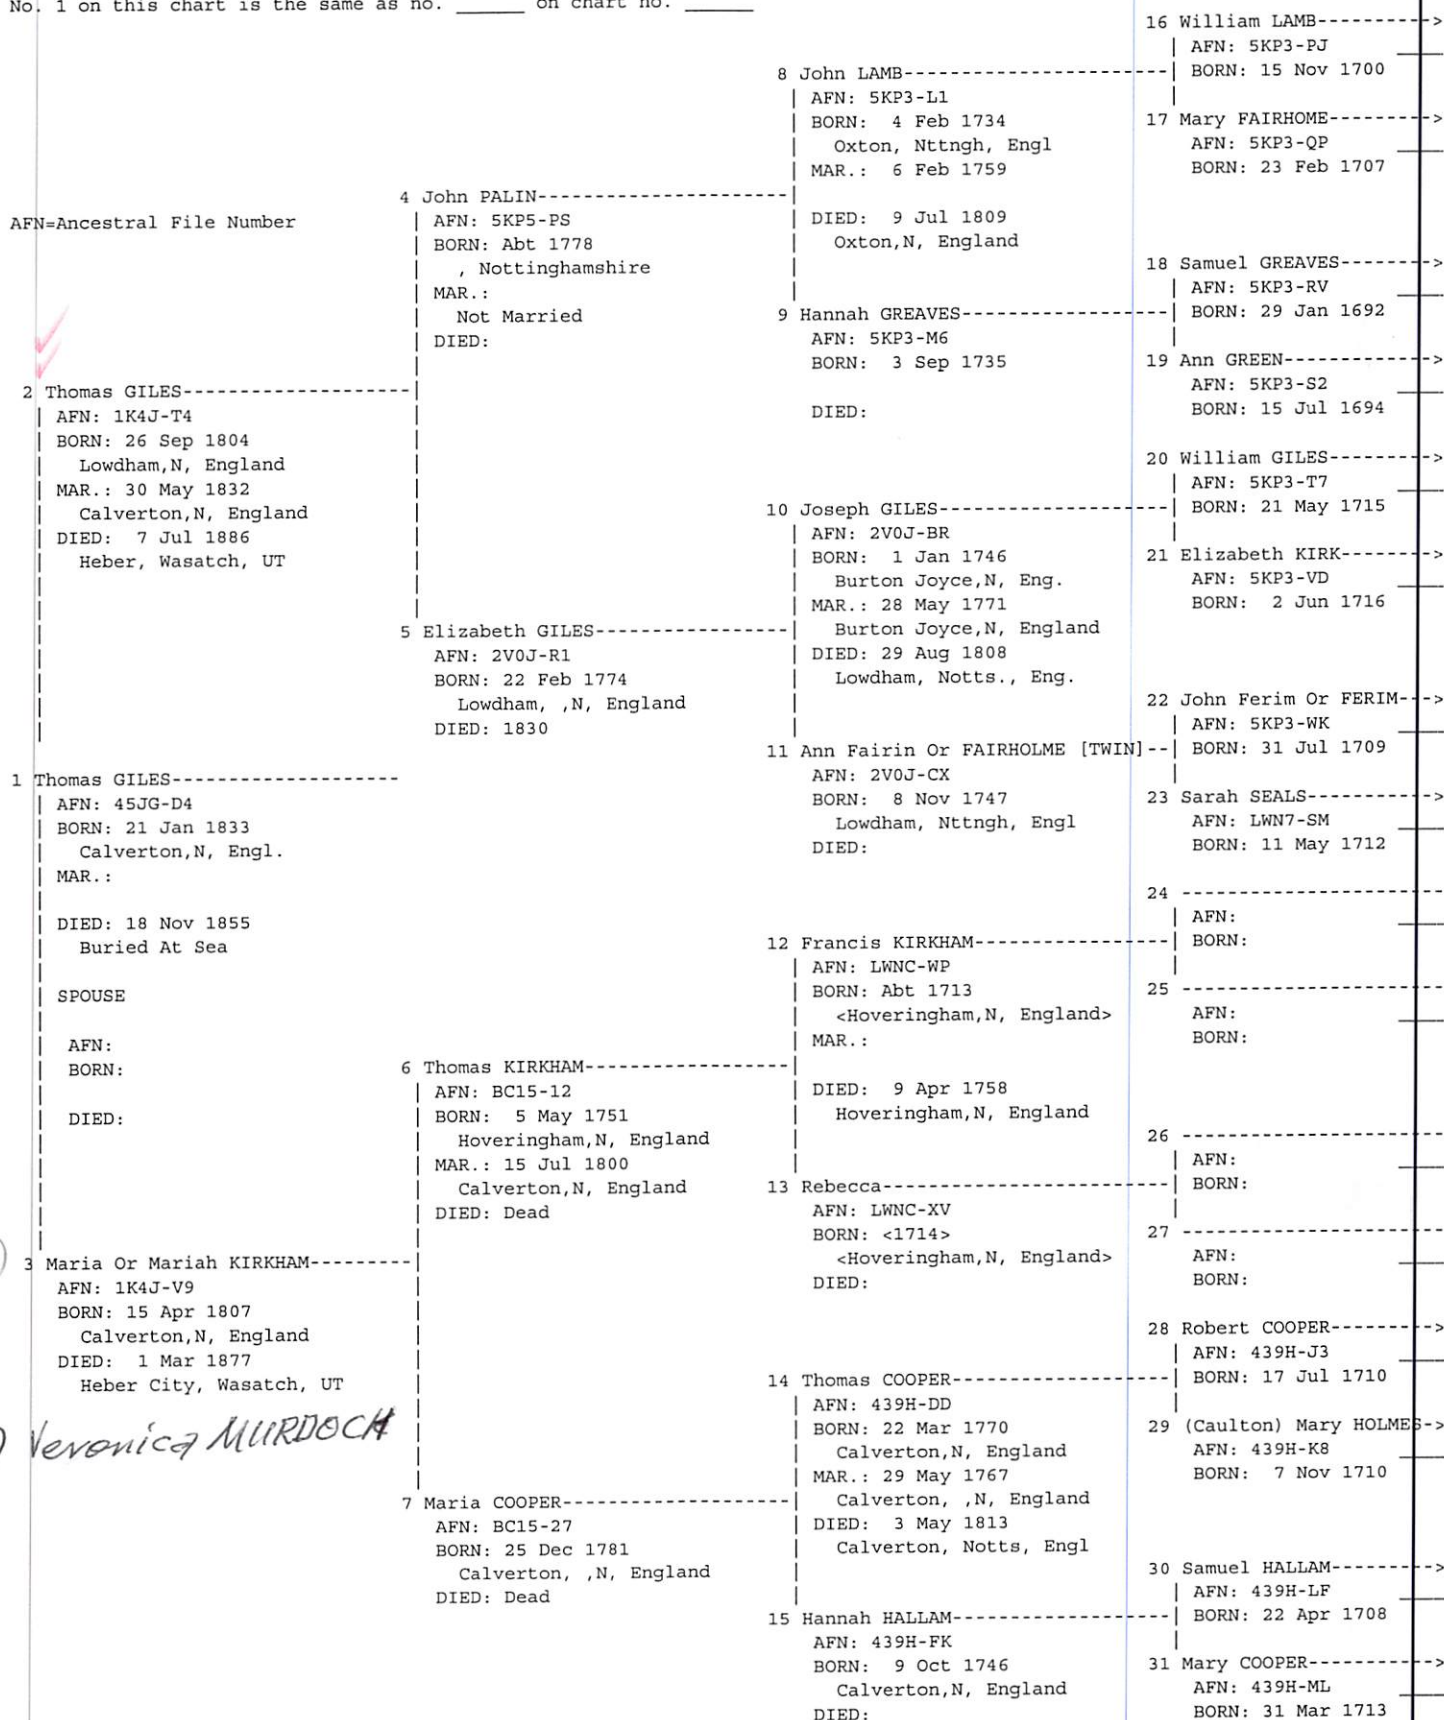 No. 1 on this chart is the same as no. ______ on chart no. ______
16 William LAMB--------->
AFN: 5KP3-PJ
BORN: 15 Nov 1700
8 John LAMB-----------------------
AFN: 5KP3-L1
BORN: 4 Feb 1734
Oxton, Nttngh, Engl
MAR.: 6 Feb 1759
DIED: 9 Jul 1809
Oxton,N, England
17 Mary FAIRHOME-------->
AFN: 5KP3-QP
BORN: 23 Feb 1707
4 John PALIN---------------------
AFN: 5KP5-PS
BORN: Abt 1778
, Nottinghamshire
MAR.:
Not Married
DIED:
AFN=Ancestral File Number
18 Samuel GREAVES------->
AFN: 5KP3-RV
BORN: 29 Jan 1692
9 Hannah GREAVES------------------
AFN: 5KP3-M6
BORN: 3 Sep 1735
DIED:
19 Ann GREEN------------>
AFN: 5KP3-S2
BORN: 15 Jul 1694
2 Thomas GILES--------------------
AFN: 1K4J-T4
BORN: 26 Sep 1804
Lowdham,N, England
MAR.: 30 May 1832
Calverton,N, England
DIED: 7 Jul 1886
Heber, Wasatch, UT
20 William GILES-------->
AFN: 5KP3-T7
BORN: 21 May 1715
10 Joseph GILES--------------------
AFN: 2V0J-BR
BORN: 1 Jan 1746
Burton Joyce,N, Eng.
MAR.: 28 May 1771
Burton Joyce,N, England
DIED: 29 Aug 1808
Lowdham, Notts., Eng.
21 Elizabeth KIRK------->
AFN: 5KP3-VD
BORN: 2 Jun 1716
5 Elizabeth GILES-----------------
AFN: 2V0J-R1
BORN: 22 Feb 1774
Lowdham, ,N, England
DIED: 1830
22 John Ferim Or FERIM-->
AFN: 5KP3-WK
BORN: 31 Jul 1709
11 Ann Fairin Or FAIRHOLME [TWIN]--
AFN: 2V0J-CX
BORN: 8 Nov 1747
Lowdham, Nttngh, Engl
DIED:
23 Sarah SEALS---------->
AFN: LWN7-SM
BORN: 11 May 1712
1 Thomas GILES-------------------
AFN: 45JG-D4
BORN: 21 Jan 1833
Calverton,N, Engl.
MAR.:
DIED: 18 Nov 1855
Buried At Sea
SPOUSE
AFN:
BORN:
DIED:
24 ----------------------
AFN:
BORN:
12 Francis KIRKHAM-----------------
AFN: LWNC-WP
BORN: Abt 1713
<Hoveringham,N, England>
MAR.:
DIED: 9 Apr 1758
Hoveringham,N, England
25 ----------------------
AFN:
BORN:
6 Thomas KIRKHAM------------------
AFN: BC15-12
BORN: 5 May 1751
Hoveringham,N, England
MAR.: 15 Jul 1800
Calverton,N, England
DIED: Dead
26 ----------------------
AFN:
BORN:
13 Rebecca-------------------------
AFN: LWNC-XV
BORN: <1714>
<Hoveringham,N, England>
DIED:
27 ----------------------
AFN:
BORN:
3 Maria Or Mariah KIRKHAM---------
AFN: 1K4J-V9
BORN: 15 Apr 1807
Calverton,N, England
DIED: 1 Mar 1877
Heber City, Wasatch, UT
Veronica MURDOCH
28 Robert COOPER-------->
AFN: 439H-J3
BORN: 17 Jul 1710
14 Thomas COOPER-------------------
AFN: 439H-DD
BORN: 22 Mar 1770
Calverton,N, England
MAR.: 29 May 1767
Calverton, ,N, England
DIED: 3 May 1813
Calverton, Notts, Engl
29 (Caulton) Mary HOLMES->
AFN: 439H-K8
BORN: 7 Nov 1710
7 Maria COOPER--------------------
AFN: BC15-27
BORN: 25 Dec 1781
Calverton, ,N, England
DIED: Dead
30 Samuel HALLAM-------->
AFN: 439H-LF
BORN: 22 Apr 1708
15 Hannah HALLAM-------------------
AFN: 439H-FK
BORN: 9 Oct 1746
Calverton,N, England
DIED:
31 Mary COOPER---------->
AFN: 439H-ML
BORN: 31 Mar 1713